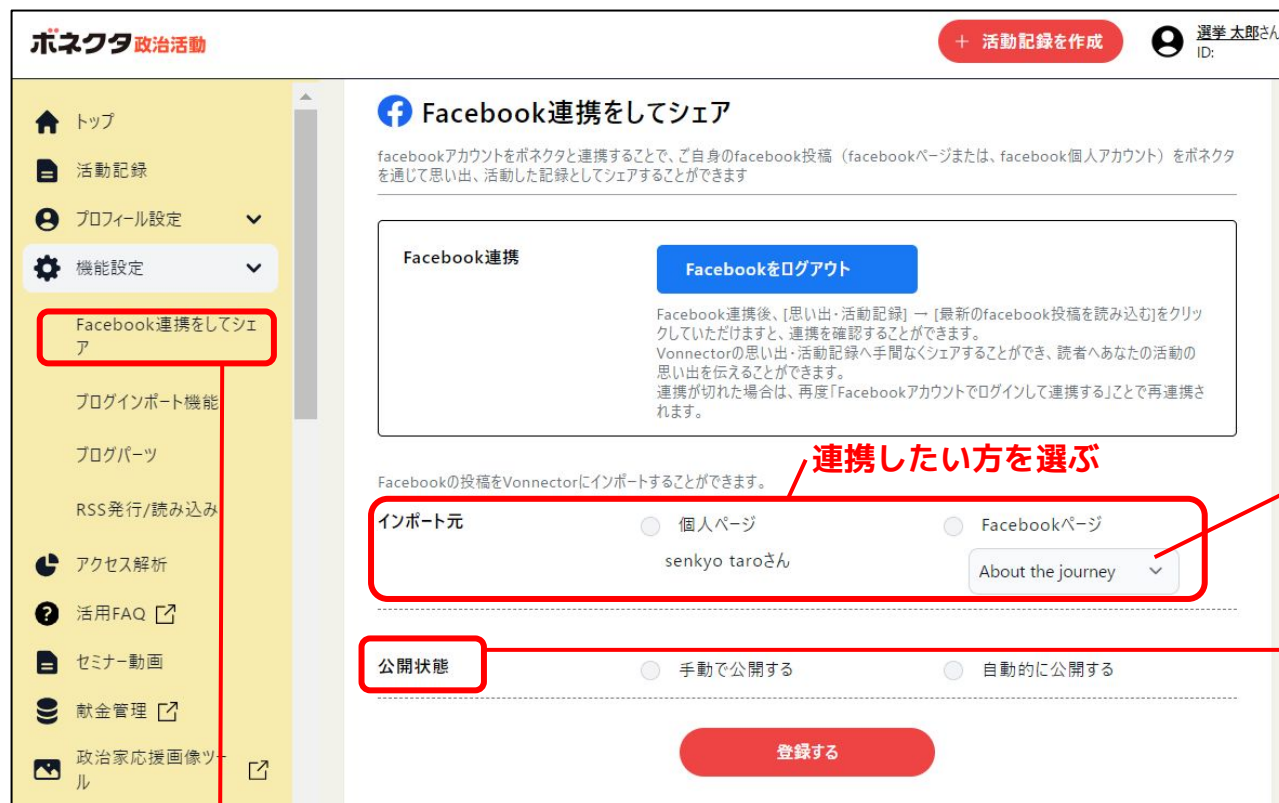 ボネクタ政治活動
＋ 活動記録を作成
選挙 太郎さん
ID:
トップ
活動記録
プロフィール設定
機能設定
Facebook連携をしてシェ
ア
ブログインポート機能
ブログパーツ
RSS発行/読み込み
アクセス解析
活用FAQ
セミナー動画
献金管理
政治家応援画像ツー
ル
Facebook連携をしてシェア
facebookアカウントをボネクタと連携することで、ご自身のfacebook投稿（facebookページまたは、facebook個人アカウント）をボネクタ
を通じて思い出、活動した記録としてシェアすることができます
Facebook連携
Facebookをログアウト
Facebook連携後、[思い出・活動記録] → [最新のfacebook投稿を読み込む]をクリッ
クしていただけますと、連携を確認することができます。
Vonnectorの思い出・活動記録へ手間なくシェアすることができ、読者へあなたの活動の
思い出を伝えることができます。
連携が切れた場合は、再度「Facebookアカウントでログインして連携する」ことで再連携さ
れます。
連携したい方を選ぶ
Facebookの投稿をVonnectorにインポートすることができます。
インポート元
個人ページ
Facebookページ
senkyo taroさん
About the journey
公開状態
手動で公開する
自動的に公開する
登録する